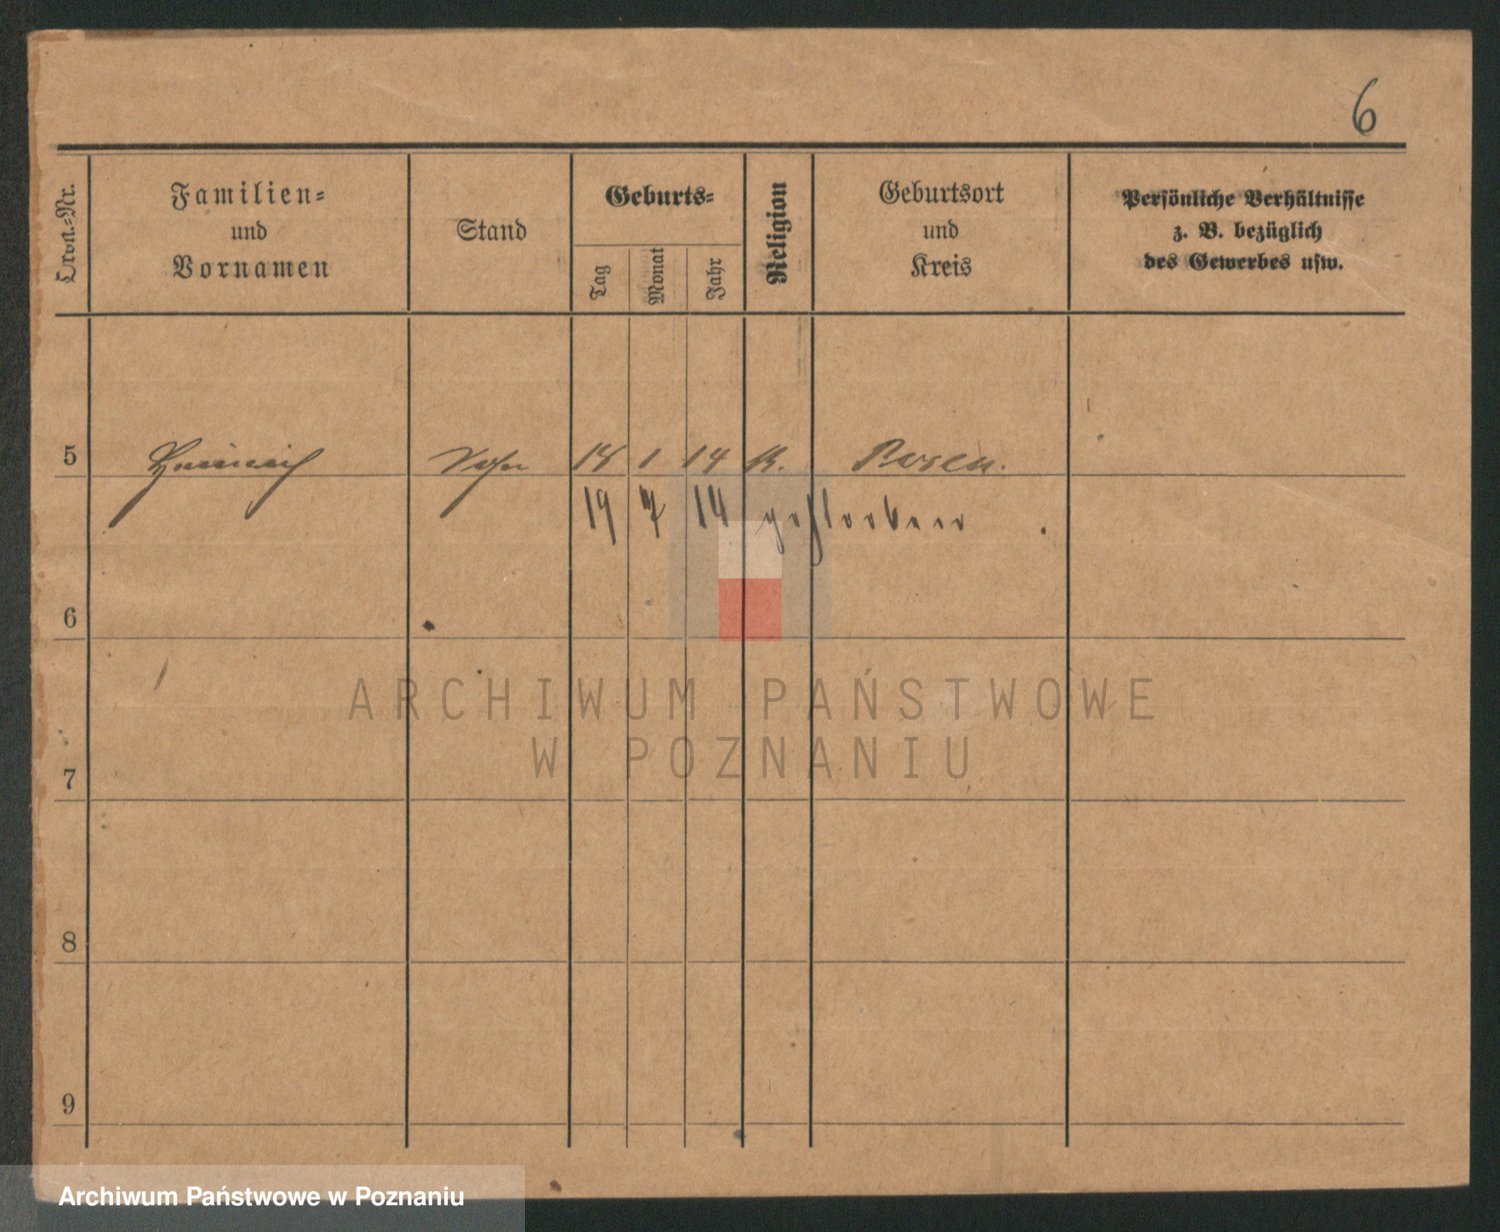 6
Ordn.-Nr.
Familien=
und
Vornamen
Stand
Geburts=
Tag
Monat
Jahr
Religion
Geburtsort
und
Kreis
Persönliche Verhältnisse
z. B. bezüglich
des Gewerbes usw.
5 Heinrich Sohn 18 1 14 K. Posen.
19 7 14 gestorben
6
7
8
9
ARCHIWUM PAŃSTWOWE
W POZNANIU
Archiwum Państwowe w Poznaniu